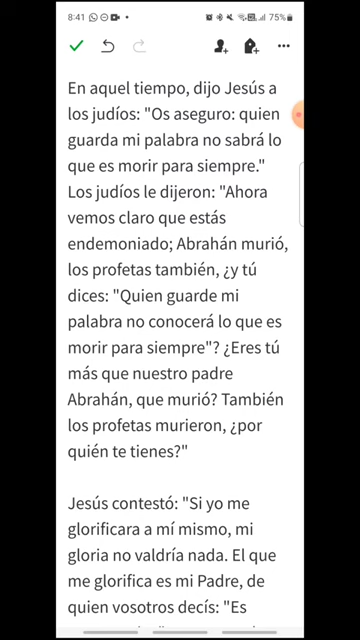 8:41
75%
En aquel tiempo, dijo Jesús a
los judíos: "Os aseguro: quien
guarda mi palabra no sabrá lo
que es morir para siempre."
Los judíos le dijeron: "Ahora
vemos claro que estás
endemoniado; Abrahán murió,
los profetas también, ¿y tú
dices: "Quien guarde mi
palabra no conocerá lo que es
morir para siempre"? ¿Eres tú
más que nuestro padre
Abrahán, que murió? También
los profetas murieron, ¿por
quién te tienes?"
Jesús contestó: "Si yo me
glorificara a mí mismo, mi
gloria no valdría nada. El que
me glorifica es mi Padre, de
quien vosotros decís: "Es